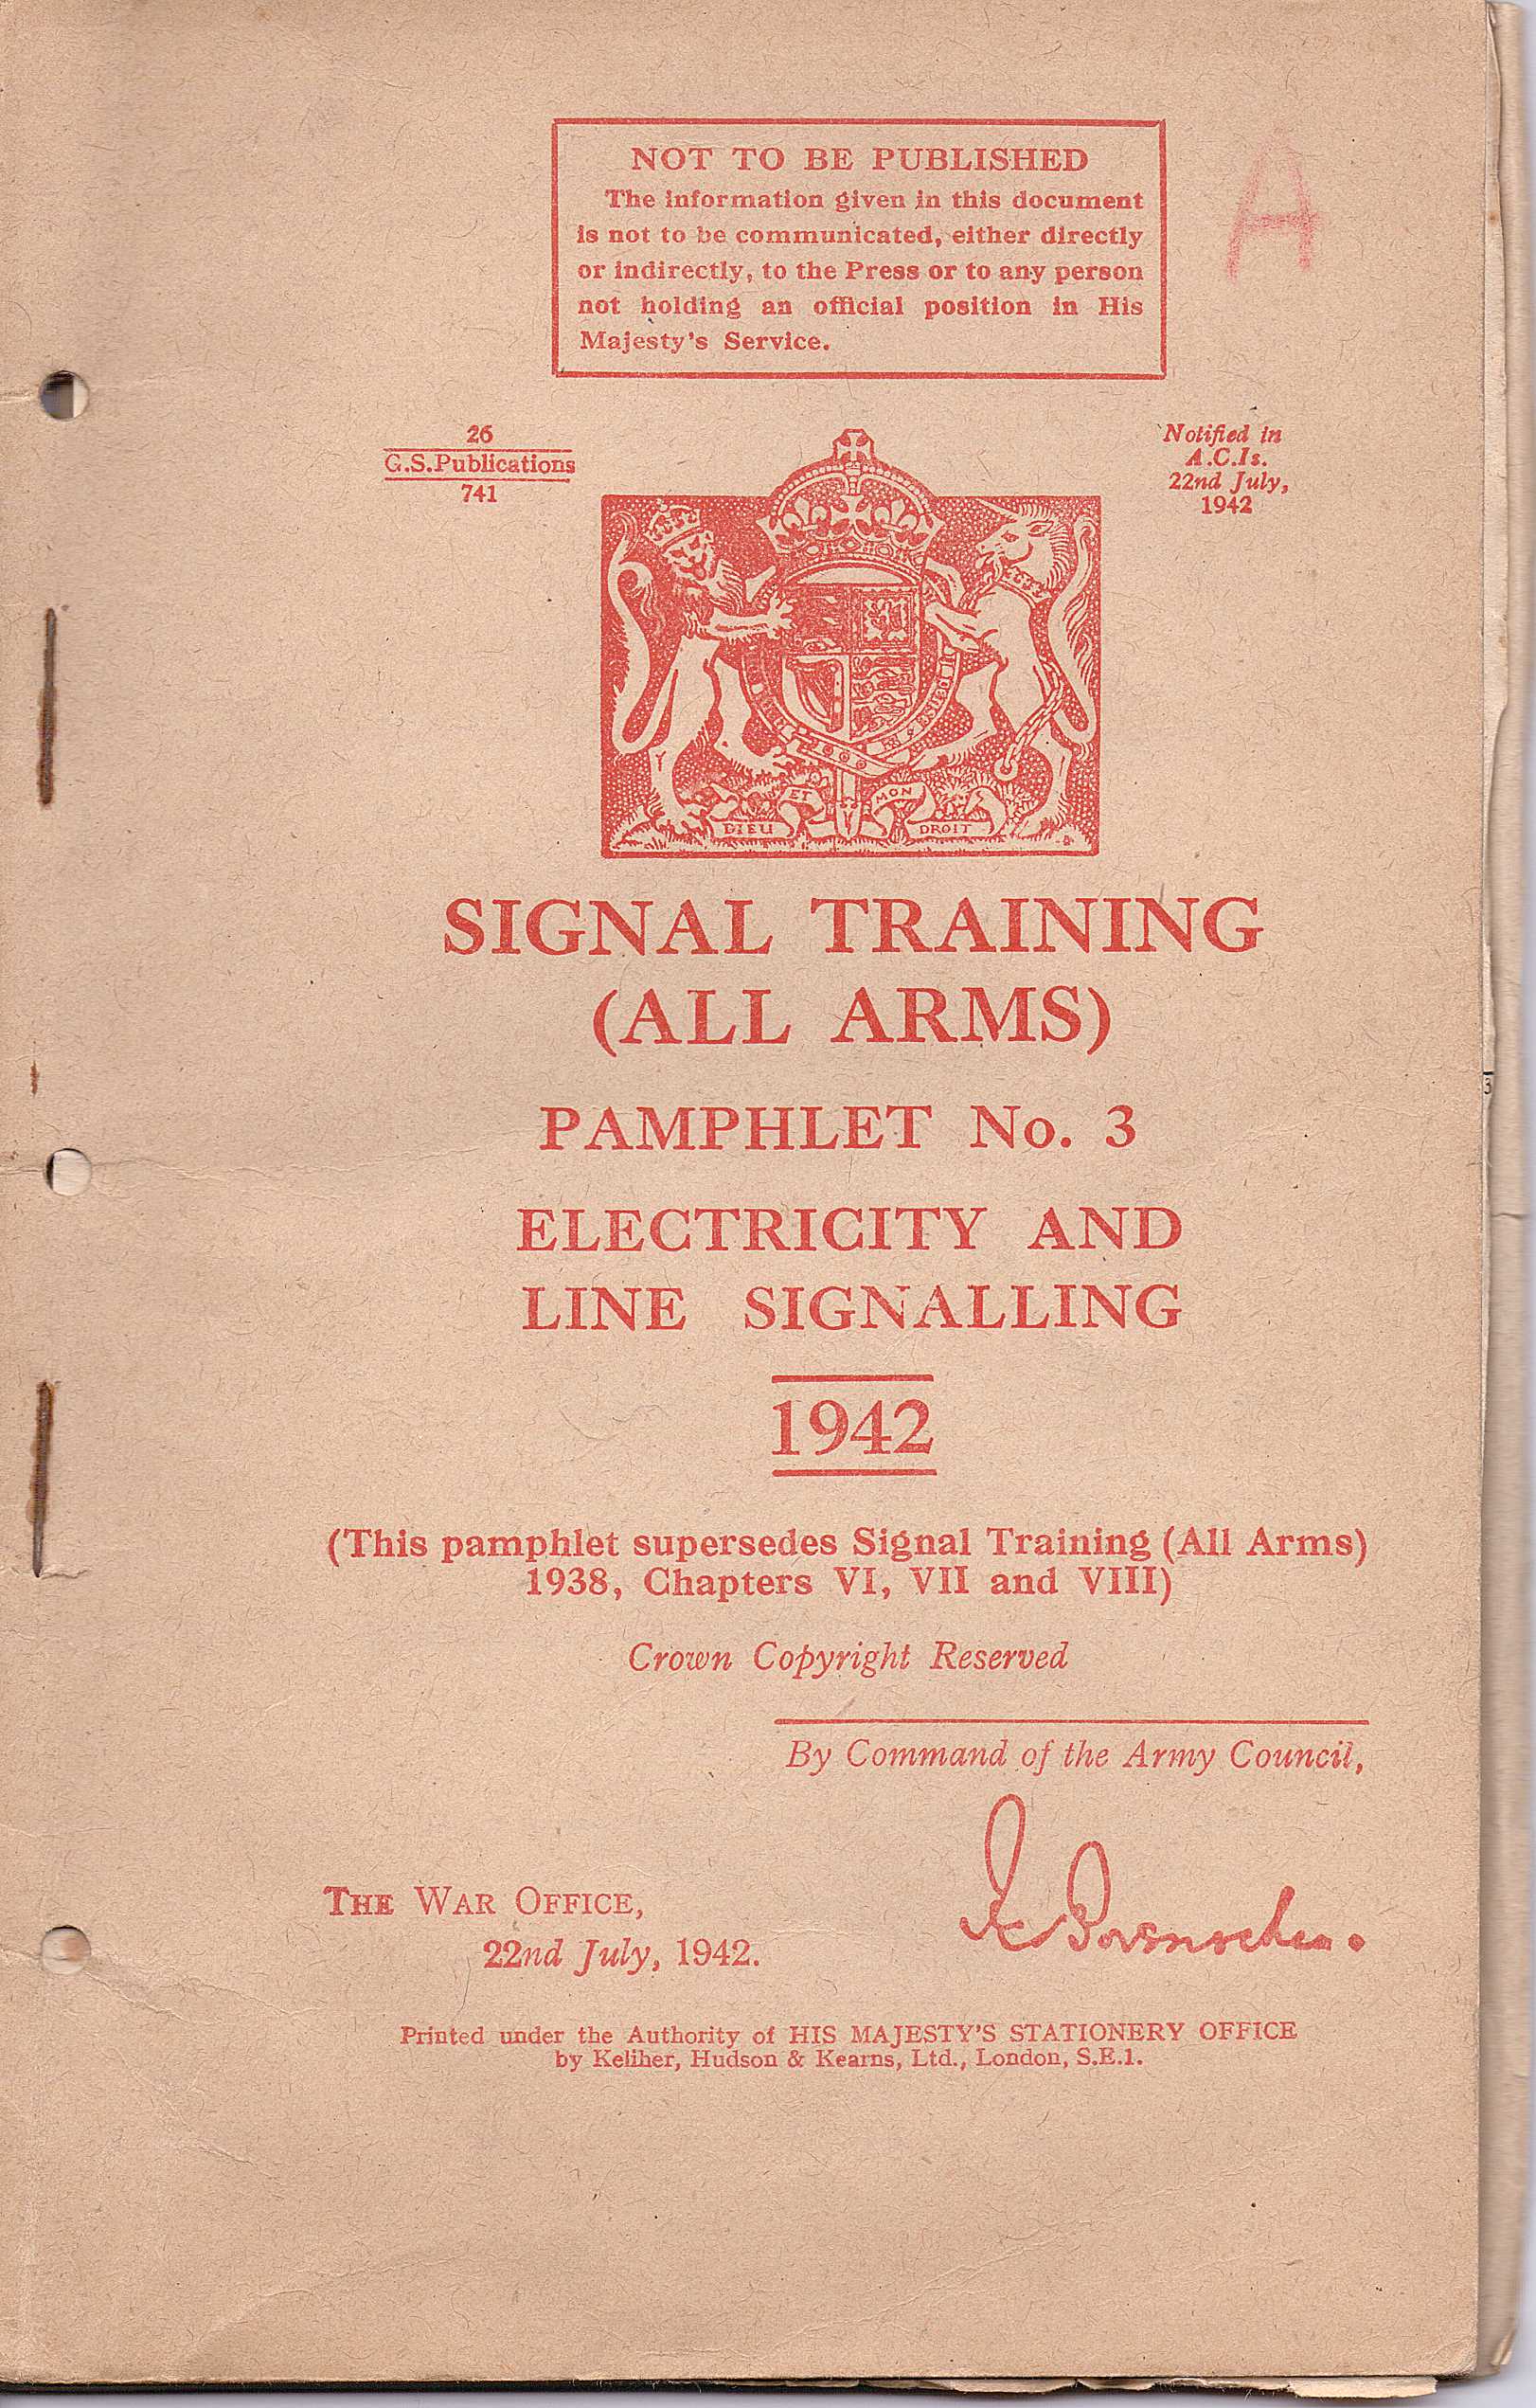 NOT TO BE PUBLISHED
The information given in this document
is not to be communicated, either directly
or indirectly, to the Press or to any person
not holding an official position in His
Majesty's Service.
A
26
G.S.Publications
741
Notified in
A.C.Is.
22nd July,
1942
DIEU ET MON DROIT
SIGNAL TRAINING
(ALL ARMS)
PAMPHLET No. 3
ELECTRICITY AND
LINE SIGNALLING
1942
(This pamphlet supersedes Signal Training (All Arms)
1938, Chapters VI, VII and VIII)
Crown Copyright Reserved
By Command of the Army Council,
THE WAR OFFICE,
22nd July, 1942.
Printed under the Authority of HIS MAJESTY'S STATIONERY OFFICE
by Keliher, Hudson & Kearns, Ltd., London, S.E.1.
3